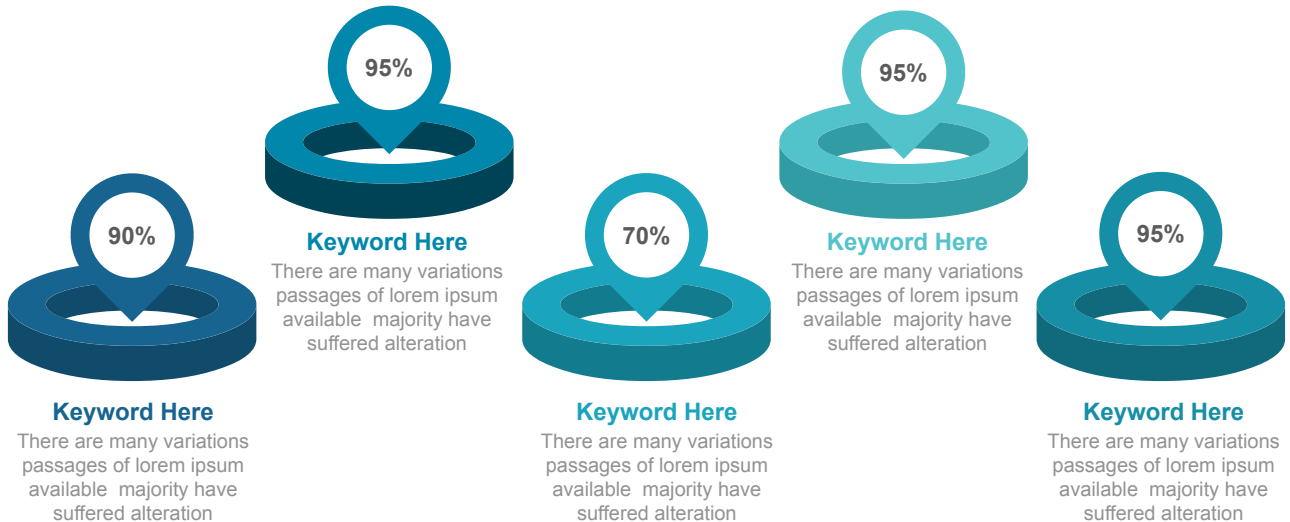 90%
Keyword Here
There are many variations
passages of lorem ipsum
available  majority have
suffered alteration
95%
Keyword Here
There are many variations
passages of lorem ipsum
available  majority have
suffered alteration
70%
Keyword Here
There are many variations
passages of lorem ipsum
available  majority have
suffered alteration
95%
Keyword Here
There are many variations
passages of lorem ipsum
available  majority have
suffered alteration
95%
Keyword Here
There are many variations
passages of lorem ipsum
available  majority have
suffered alteration